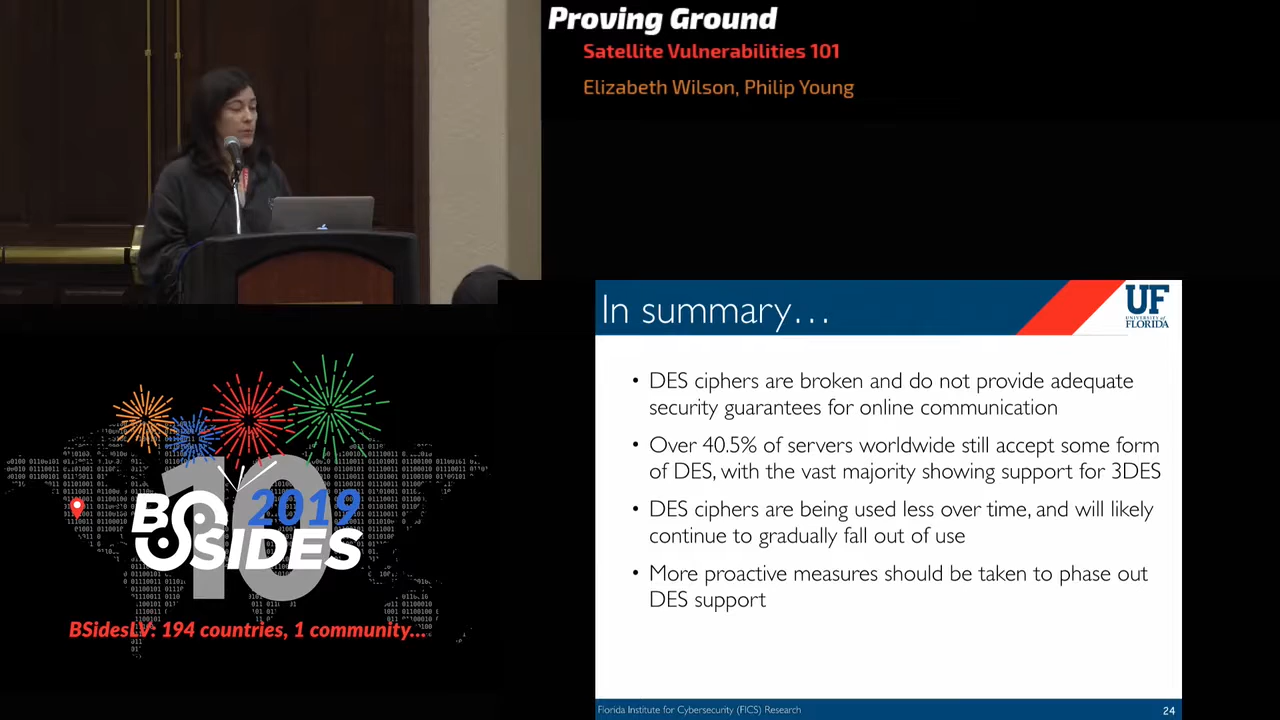 Proving Ground
Satellite Vulnerabilities 101
Elizabeth Wilson, Philip Young
In summary...
UF
UNIVERSITY of
FLORIDA
• DES ciphers are broken and do not provide adequate
security guarantees for online communication
• Over 40.5% of servers worldwide still accept some form
of DES, with the vast majority showing support for 3DES
• DES ciphers are being used less over time, and will likely
continue to gradually fall out of use
• More proactive measures should be taken to phase out
DES support
10
2019
BSIDES
BSidesLV: 194 countries, 1 community...
Florida Institute for Cybersecurity (FICS) Research
24